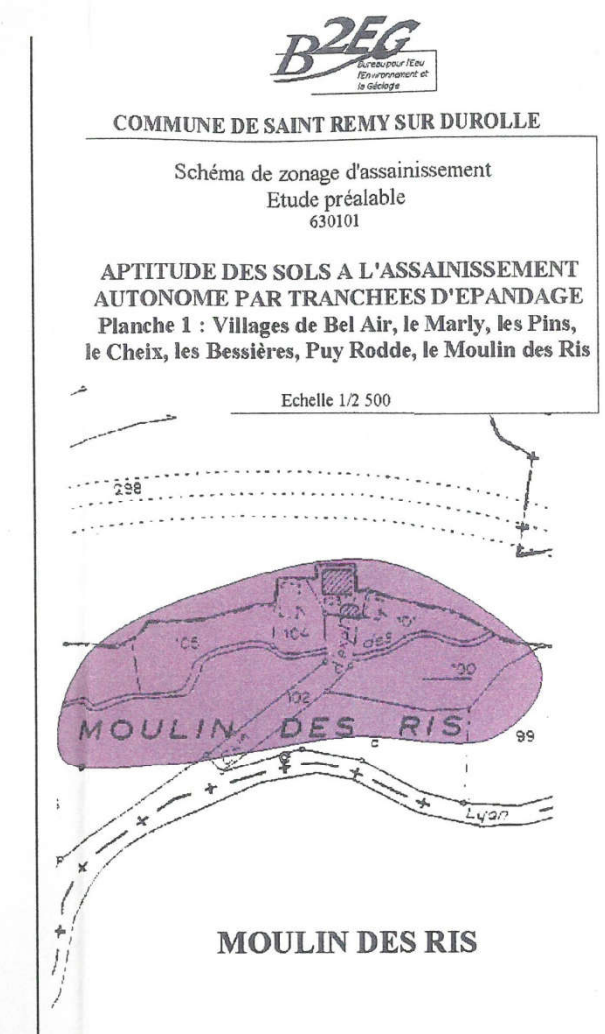 B2EG
Bureau pour l'Eau
l'Environnement et
la Géologie
COMMUNE DE SAINT REMY SUR DUROLLE
Schéma de zonage d'assainissement
Etude préalable
630101
APTITUDE DES SOLS A L'ASSAINISSEMENT
AUTONOME PAR TRANCHEES D'EPANDAGE
Planche 1 : Villages de Bel Air, le Marly, les Pins,
le Cheix, les Bessières, Puy Rodde, le Moulin des Ris
Echelle 1/2 500
298
105
104
101
des
100
102
MOULIN DES RIS
99
Lyon
MOULIN DES RIS